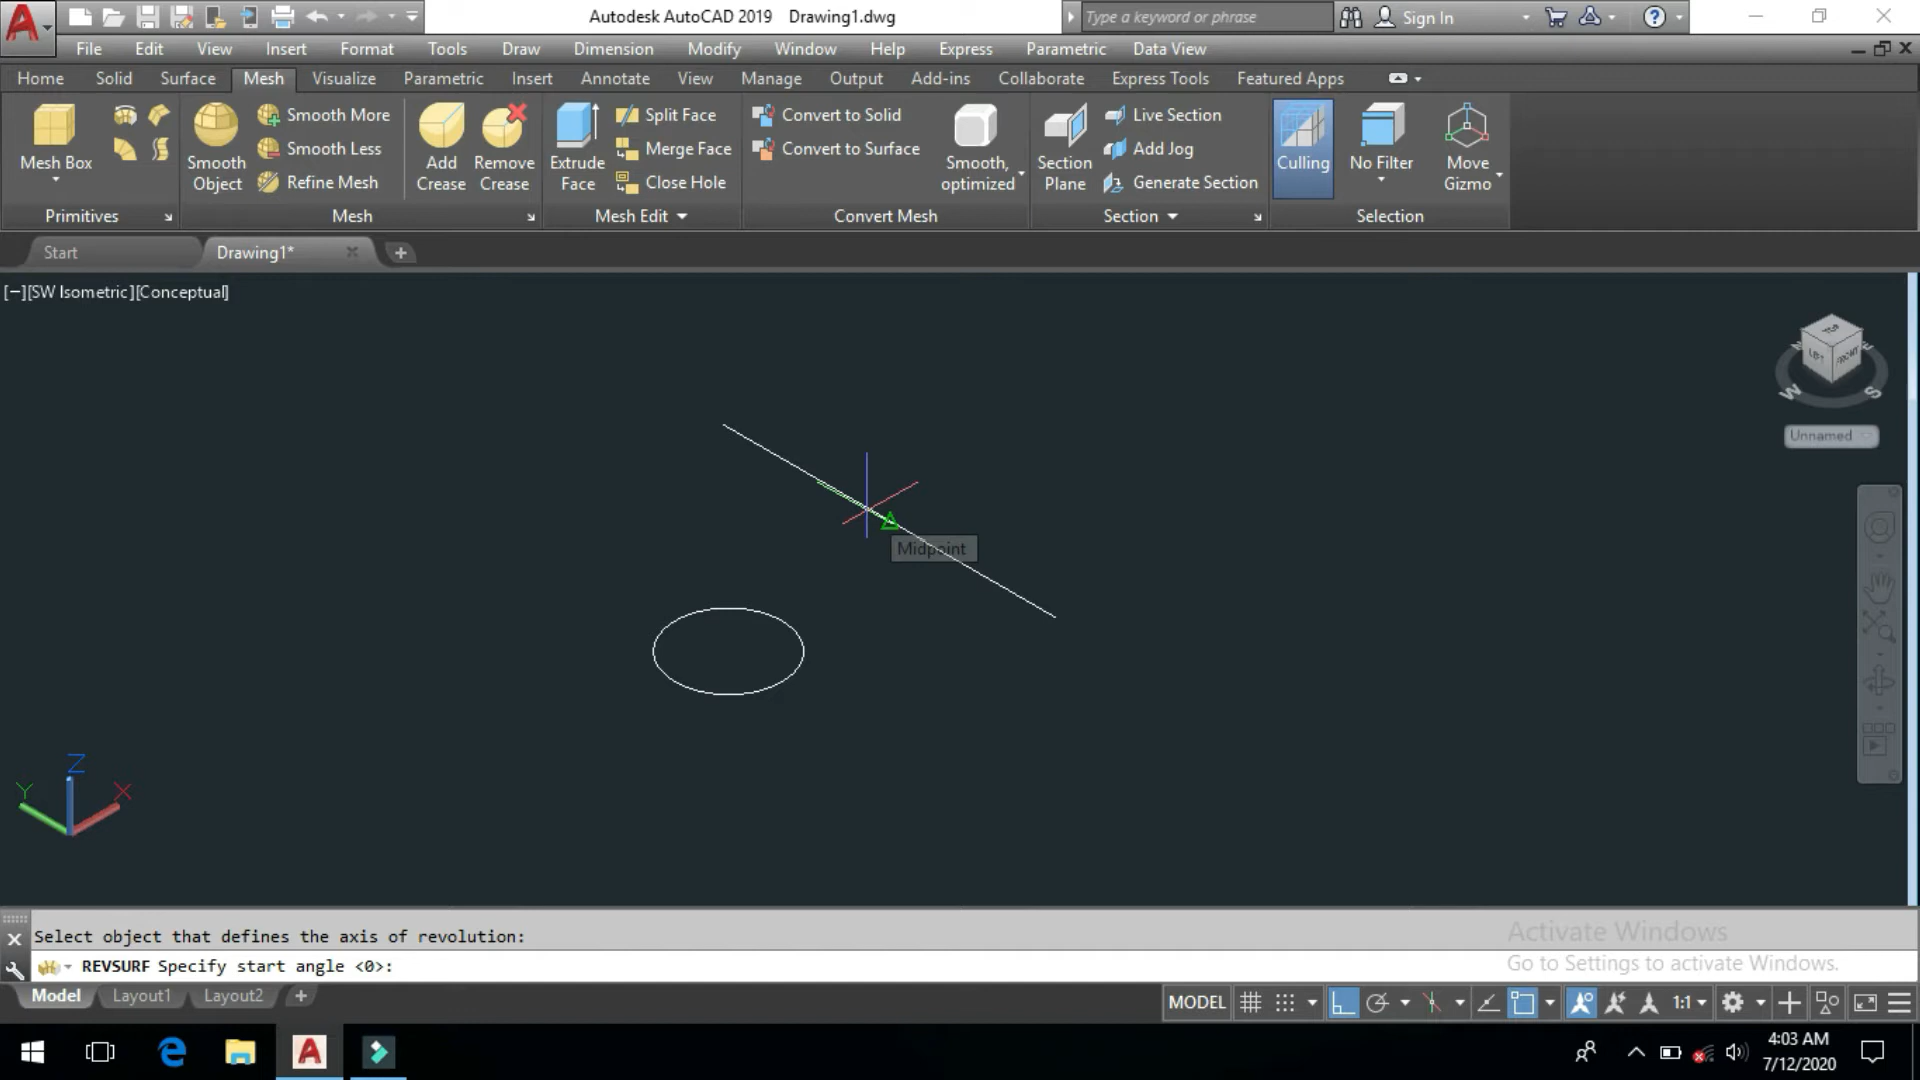 Autodesk AutoCAD 2019 Drawing1.dwg Type a keyword or phrase Sign In
File Edit View Insert Format Tools Draw Dimension Modify Window Help Express Parametric Data View
Home Solid Surface Mesh Visualize Parametric Insert Annotate View Manage Output Add-ins Collaborate Express Tools Featured Apps
Mesh Box
Smooth Object
Smooth More
Smooth Less
Refine Mesh
Add Crease
Remove Crease
Extrude Face
Split Face
Merge Face
Close Hole
Convert to Solid
Convert to Surface
Smooth, optimized
Section Plane
Live Section
Add Jog
Generate Section
Culling
No Filter
Move Gizmo
Primitives Mesh Mesh Edit Convert Mesh Section Selection
Start Drawing1*
[−][SW Isometric][Conceptual]
TOP
LEFT FRONT
W S
Unnamed
Midpoint
Z
Y X
Select object that defines the axis of revolution:
REVSURF Specify start angle <0>:
Activate Windows
Go to Settings to activate Windows.
Model Layout1 Layout2
MODEL 1:1
4:03 AM
7/12/2020